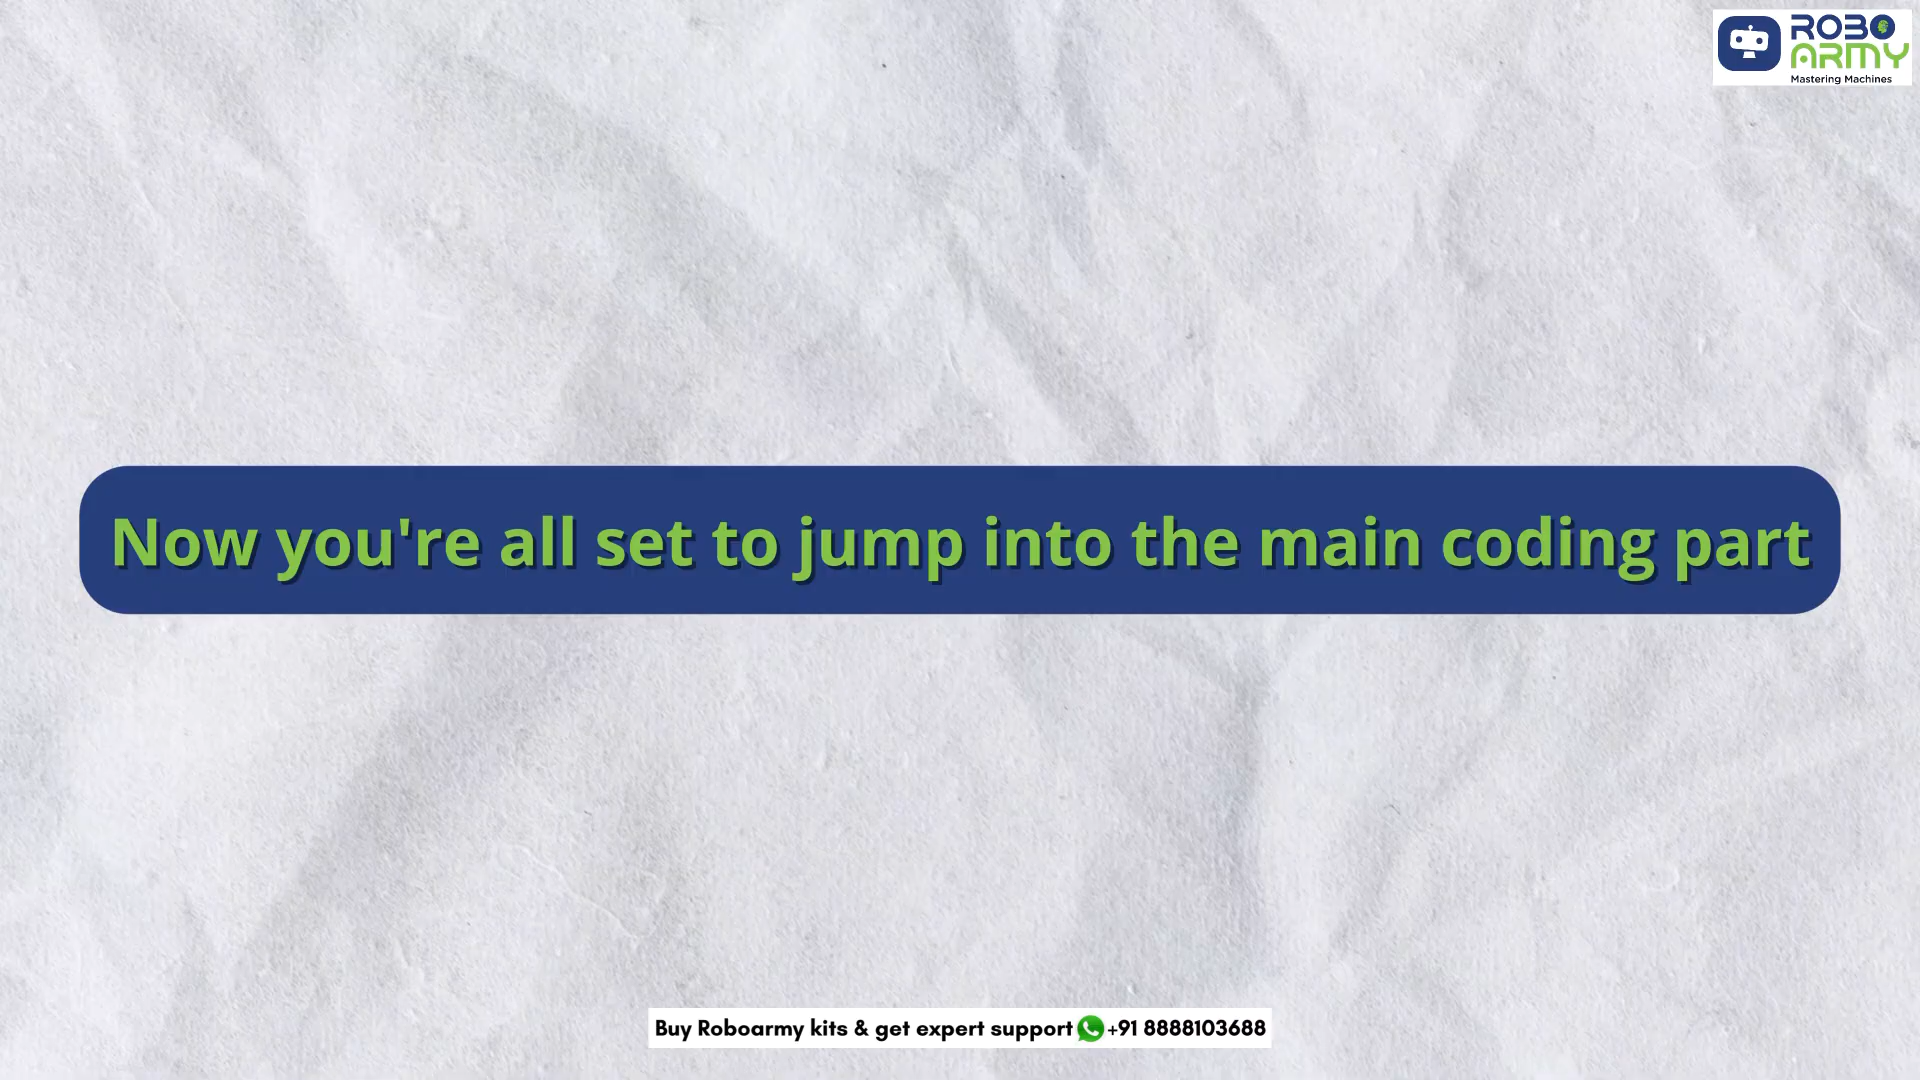 ROBO
ARMY
Mastering Machines
Now you're all set to jump into the main coding part
Buy Roboarmy kits & get expert support +91 8888103688